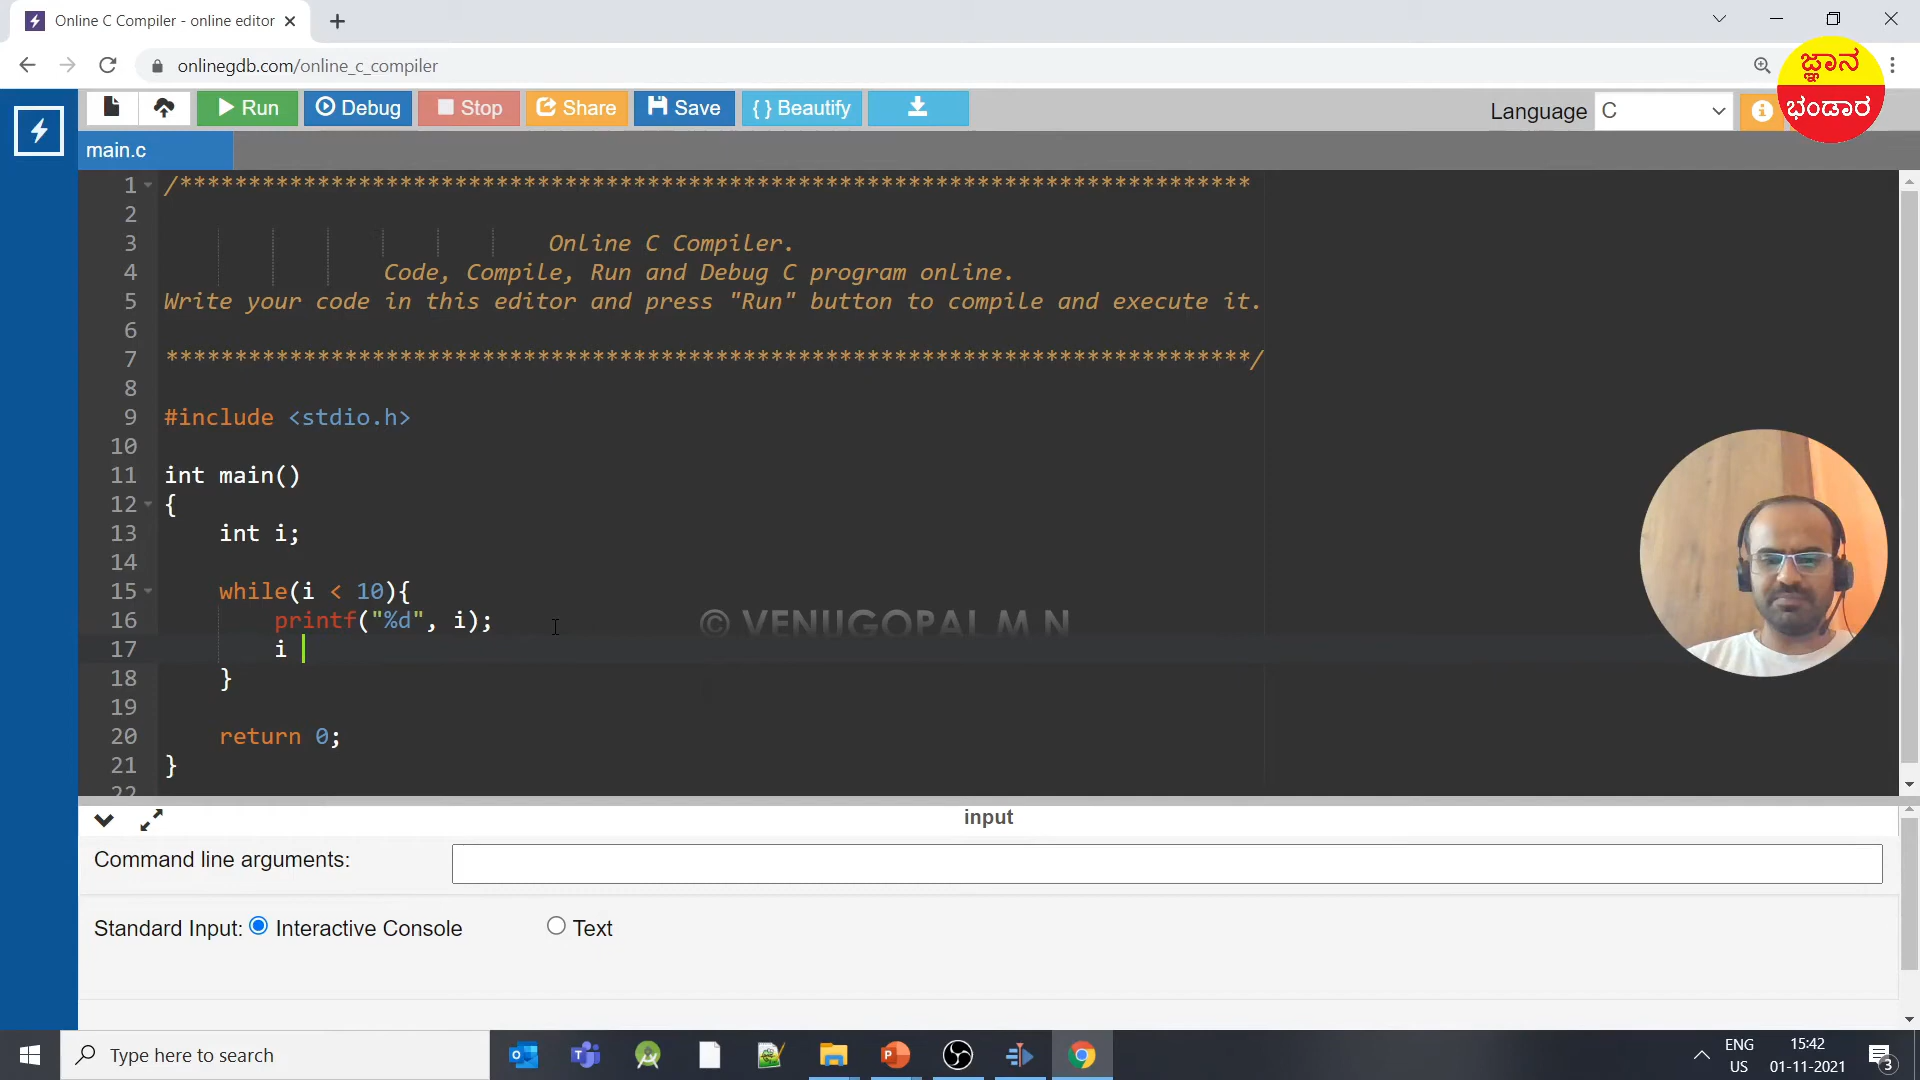 Online C Compiler - online editor
onlinegdb.com/online_c_compiler
ಜ್ಞಾನ
ಭಂಡಾರ
Run Debug Stop Share Save { } Beautify Language C
main.c
1 /******************************************************************************
2
3 Online C Compiler.
4 Code, Compile, Run and Debug C program online.
5 Write your code in this editor and press "Run" button to compile and execute it.
6
7 *******************************************************************************/
8
9 #include <stdio.h>
10
11 int main()
12 {
13 int i;
14
15 while(i < 10){
16 printf("%d", i);
© VENUGOPAL M N
17 i
18 }
19
20 return 0;
21 }
22
input
Command line arguments:
Standard Input: Interactive Console Text
Type here to search
ENG
US
15:42
01-11-2021
3